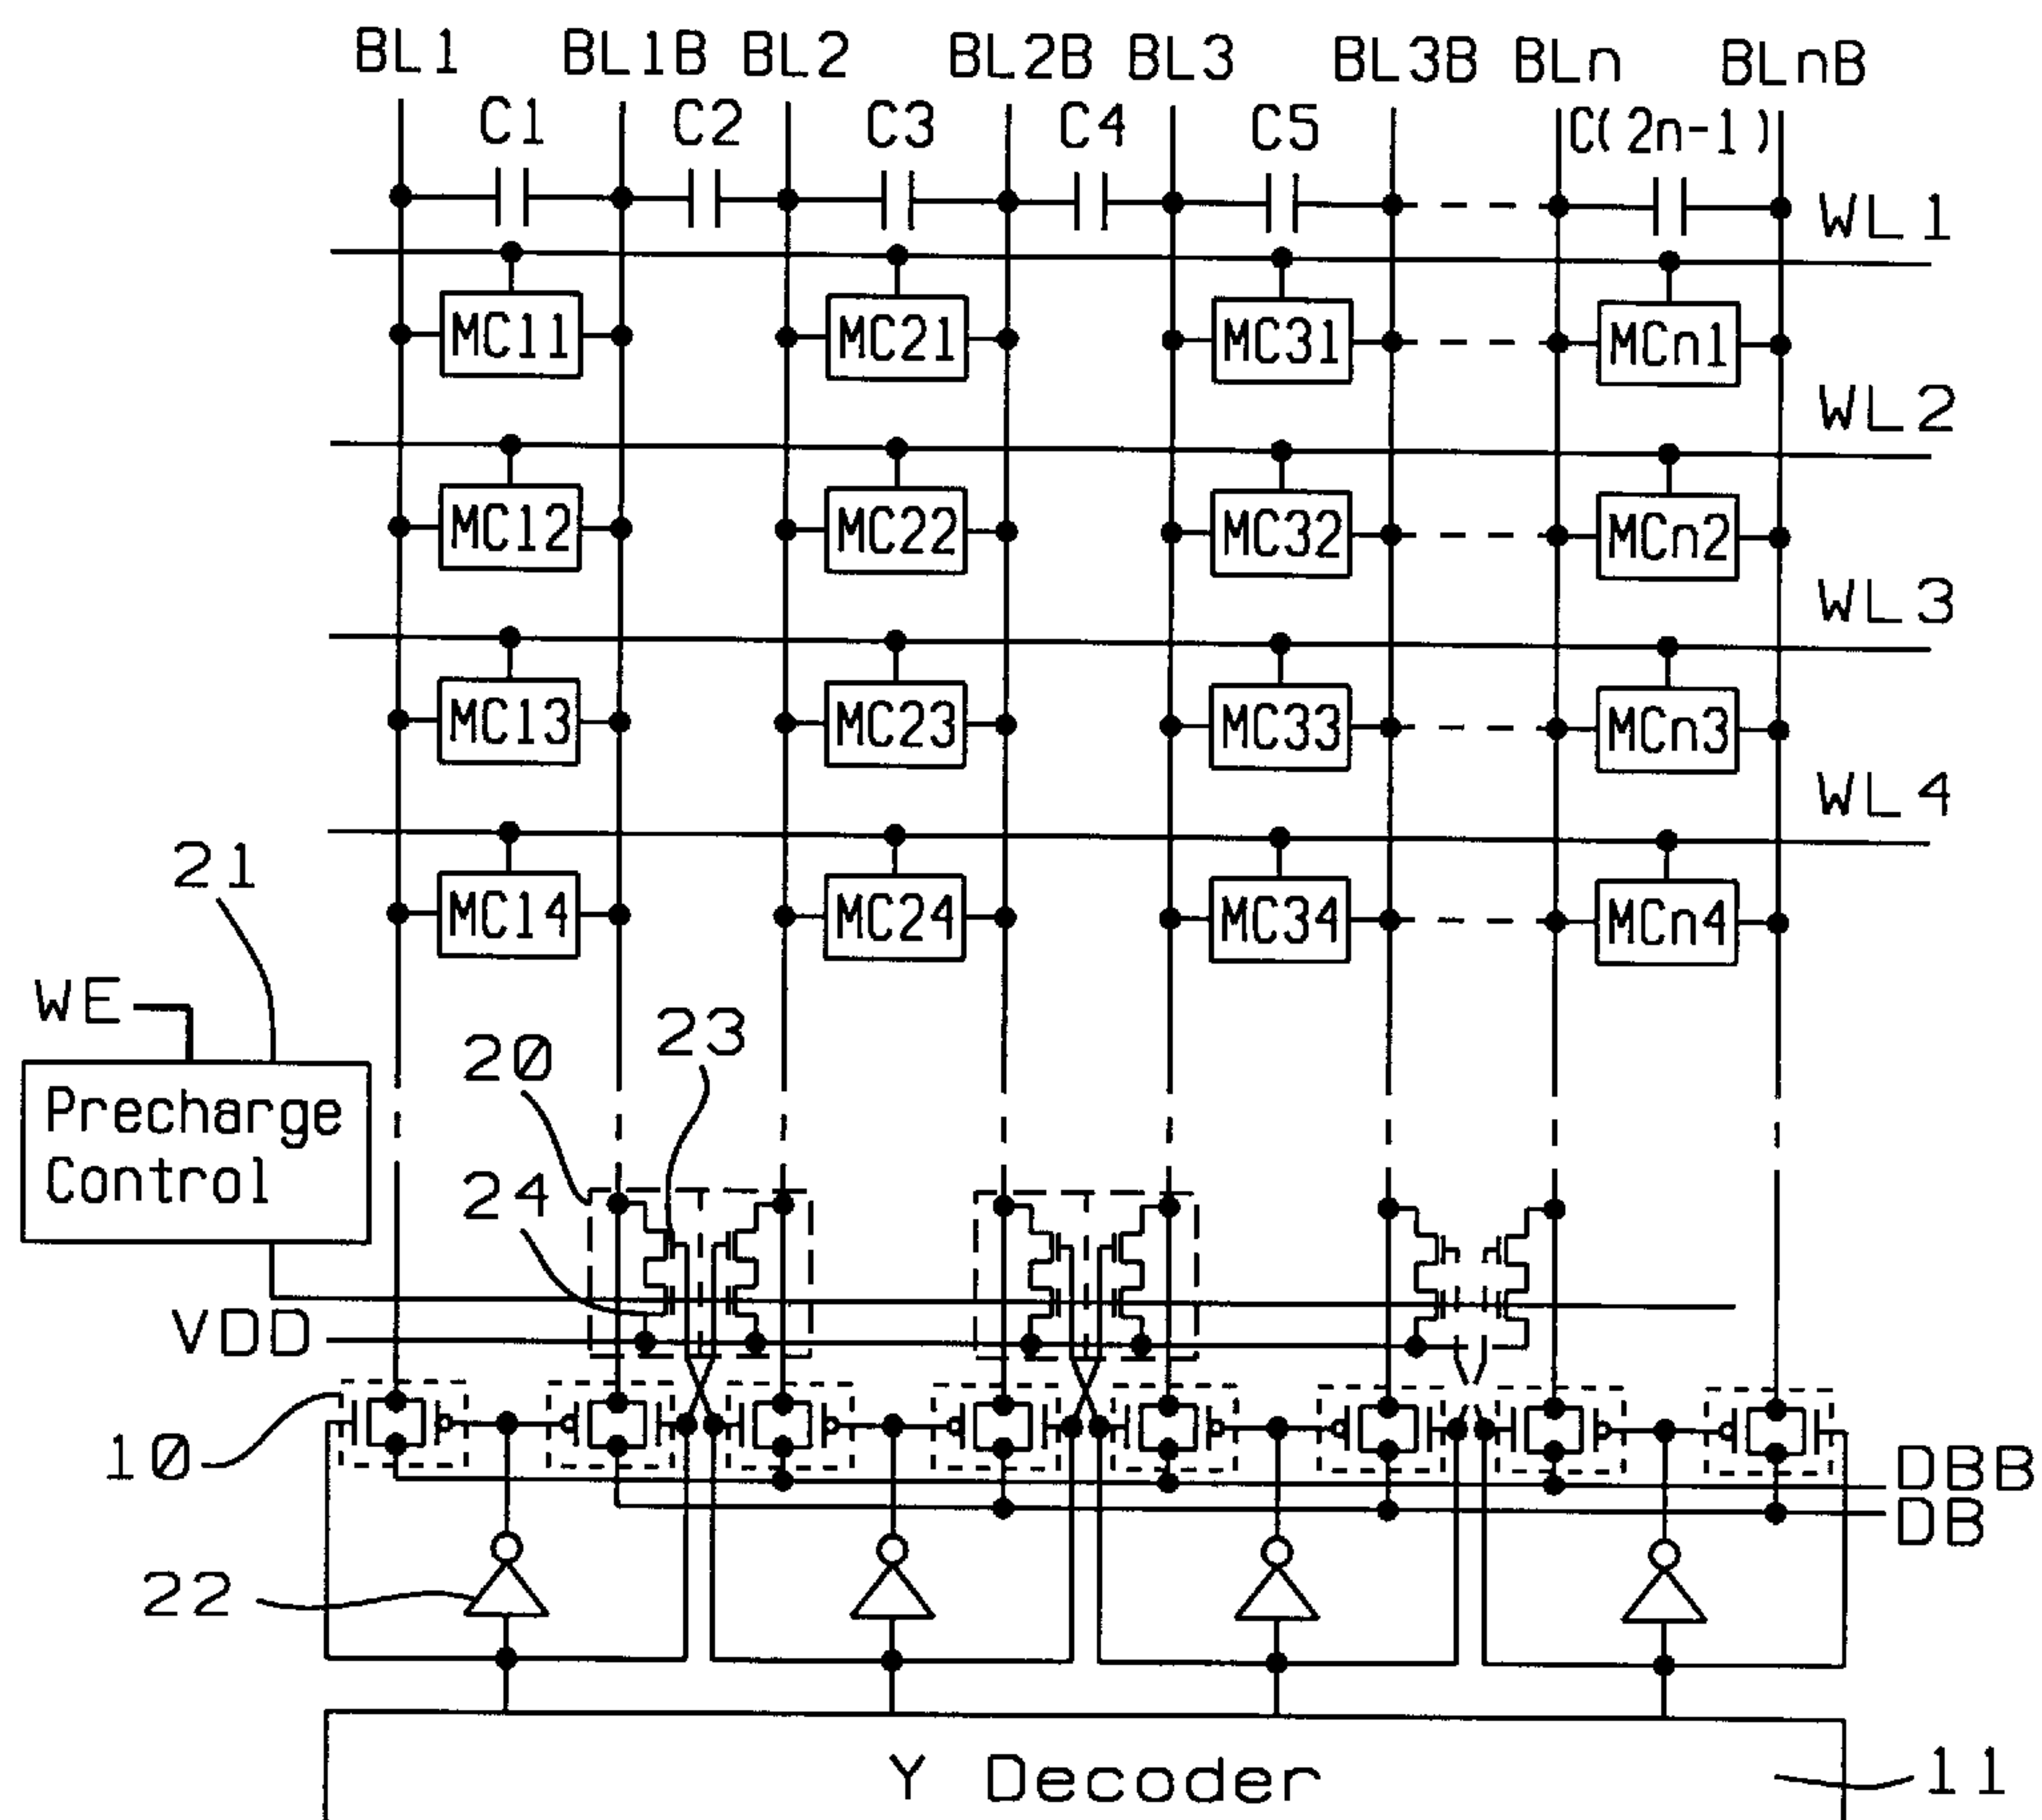 BL1 BL1B BL2 BL2B BL3 BL3B BLn BLnB
C1 C2 C3 C4 C5 C(2n-1)
WL1
MC11 MC21 MC31 MCn1
WL2
MC12 MC22 MC32 MCn2
WL3
MC13 MC23 MC33 MCn3
WL4
21
MC14 MC24 MC34 MCn4
WE
20 23
Precharge
Control
24
VDD
10
DBB
DB
22
Y Decoder
11